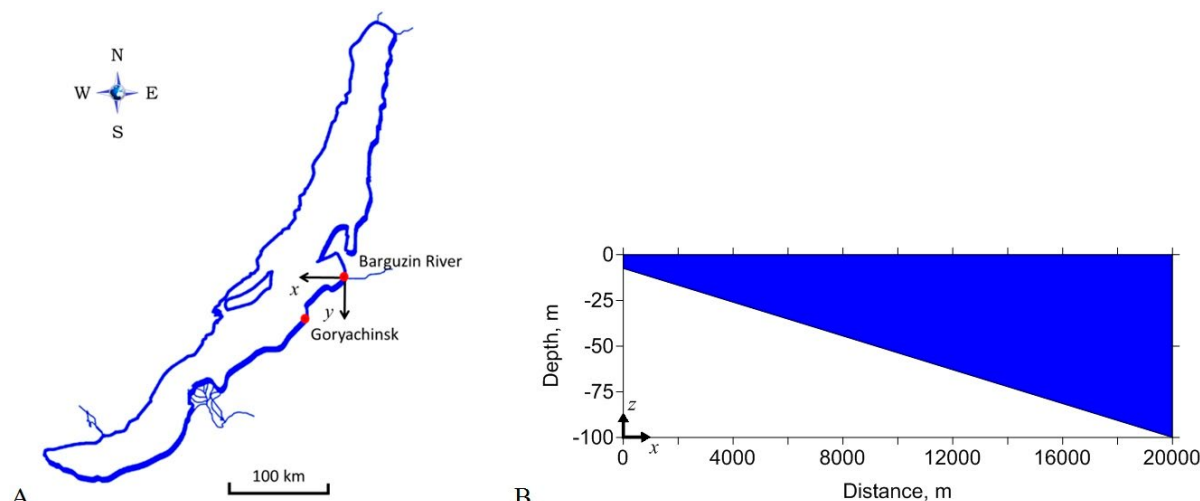 N
W E
S
Barguzin River
x
y
Goryachinsk
100 km
A
Depth, m
0
-25
-50
-75
-100
z
x
0 4000 8000 12000 16000 20000
Distance, m
B